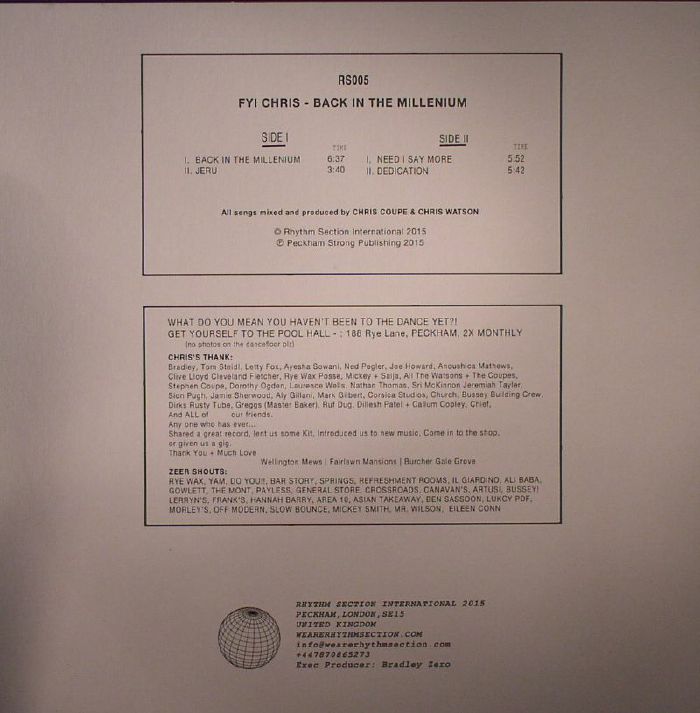 RS005
FYI CHRIS - BACK IN THE MILLENIUM
SIDE I
TIME
I. BACK IN THE MILLENIUM 6:37
II. JERU 3:40
SIDE II
TIME
I. NEED I SAY MORE 5:52
II. DEDICATION 5:42
All songs mixed and produced by CHRIS COUPE & CHRIS WATSON
© Rhythm Section International 2015
℗ Peckham Strong Publishing 2015
WHAT DO YOU MEAN YOU HAVEN'T BEEN TO THE DANCE YET?!
GET YOURSELF TO THE POOL HALL - : 188 Rye Lane, PECKHAM, 2X MONTHLY
(no photos on the dancefloor plz)
CHRIS'S THANK:
Bradley, Tom Steidl, Letty Fox, Ayesha Gowani, Ned Pegler, Joe Howard, Anoushica Mathews,
Clive Lloyd Cleveland Fletcher, Rye Wax Posse, Mickey + Saija, All The Watsons + The Coupes,
Stephen Coupe, Dorothy Ogden, Laurence Wells, Nathan Thomas, Sri McKinnon Jeremiah Taylor,
Sion Pugh, Jamie Sherwood, Aly Gillani, Mark Gilbert, Corsica Studios, Church, Bussey Building Crew,
Dirks Rusty Tube, Greggs (Master Baker), Ruf Dug, Dilesh Patel + Callum Copley, Chief,
And ALL of our friends.
Any one who has ever...
Shared a great record, lent us some Kit, Introduced us to new music, Come in to the shop,
or given us a gig.
Thank You + Much Love
Wellington Mews | Fairlawn Mansions | Burcher Gale Grove
ZEER SHOUTS:
RYE WAX, YAM, DO YOU!!, BAR STORY, SPRINGS, REFRESHMENT ROOMS, IL GIARDINO, ALI BABA,
GOWLETT, THE MONT, PAYLESS, GENERAL STORE, CROSSROADS, CANAVAN'S, ARTUSI, BUSSEY!
LERRYN'S, FRANK'S, HANNAH BARRY, AREA 10, ASIAN TAKEAWAY, BEN SASSOON, LUKCY PDF,
MORLEY'S, OFF MODERN, SLOW BOUNCE, MICKEY SMITH, MR. WILSON, EILEEN CONN
RHYTHM SECTION INTERNATIONAL 2015
PECKHAM, LONDON, SE15
UNITED KINGDOM
WEARERHYTHMSECTION.COM
info@wearerhythmsection.com
+447870865273
Exec Producer: Bradley Zero